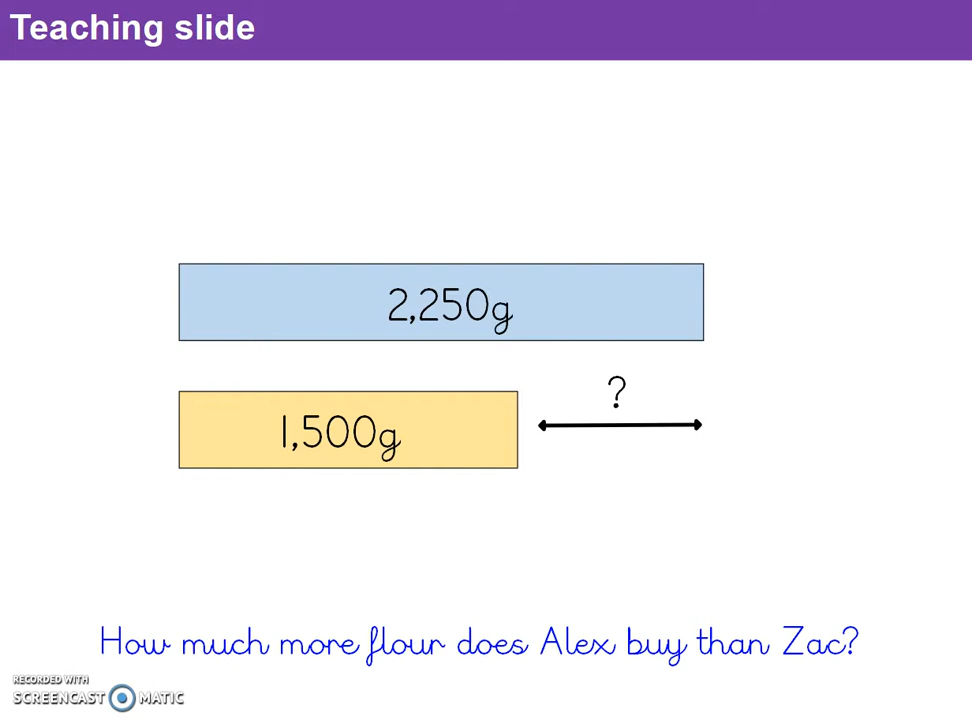 Teaching slide
2,250g
?
1,500g
How much more flour does Alex buy than Zac?
RECORDED WITH
SCREENCAST MATIC